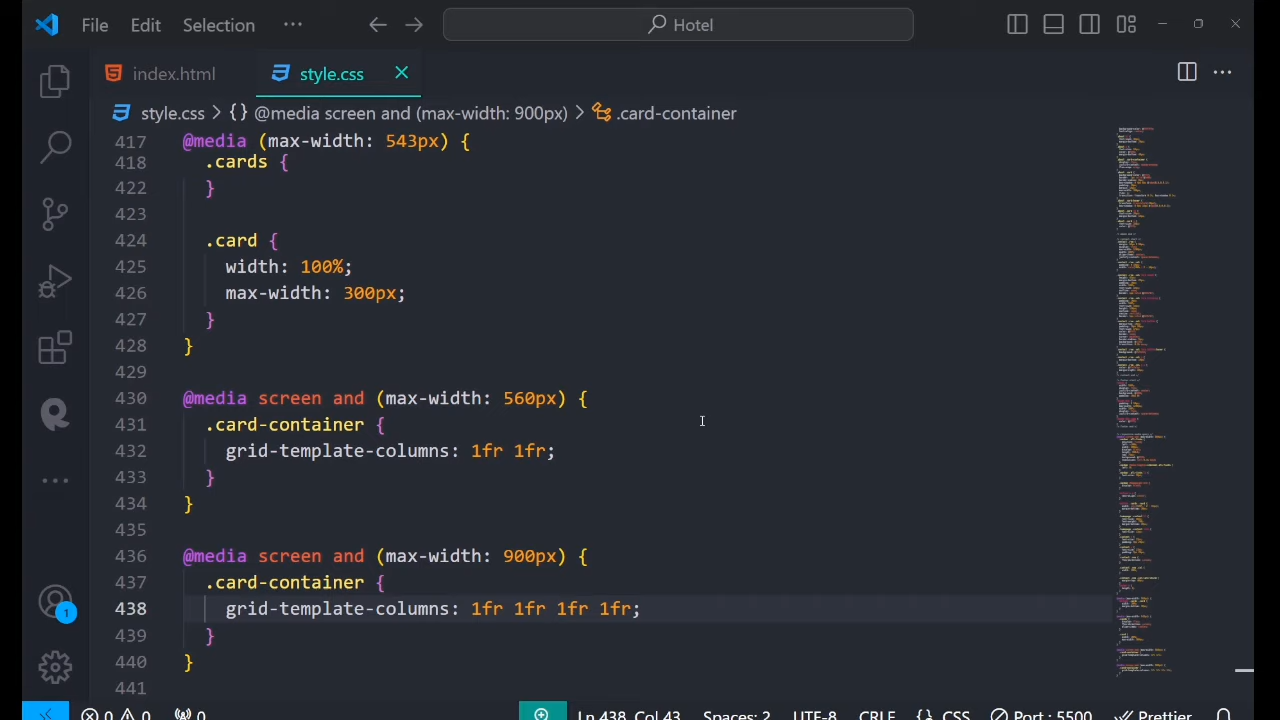 File Edit Selection ··· Hotel
index.html style.css
style.css > {} @media screen and (max-width: 900px) > .card-container
417 @media (max-width: 543px) {
418 .cards {
422 }
423
424 .card {
425 width: 100%;
426 max-width: 300px;
427 }
428 }
429
430 @media screen and (max-width: 560px) {
431 .card-container {
432 grid-template-columns: 1fr 1fr;
433 }
434 }
435
436 @media screen and (max-width: 900px) {
437 .card-container {
438 grid-template-columns: 1fr 1fr 1fr 1fr;
439 }
440 }
441
1
0 0 0 Ln 438, Col 43 Spaces: 2 UTF-8 CRLF {} CSS Port : 5500 Prettier